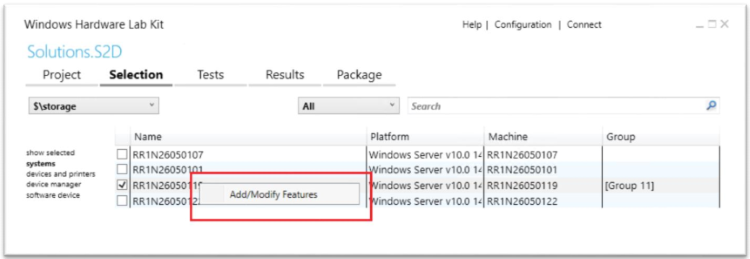 Windows Hardware Lab Kit
Help | Configuration | Connect
Solutions.S2D
Project Selection Tests Results Package
$\storage All Search
Name Platform Machine Group
show selected
systems
devices and printers
device manager
software device
RR1N26050107 Windows Server v10.0 14 RR1N26050107
RR1N26050101 Windows Server v10.0 14 RR1N26050101
RR1N2605011 Windows Server v10.0 14 RR1N26050119 [Group 11]
RR1N2605012 Windows Server v10.0 14 RR1N26050122
Add/Modify Features